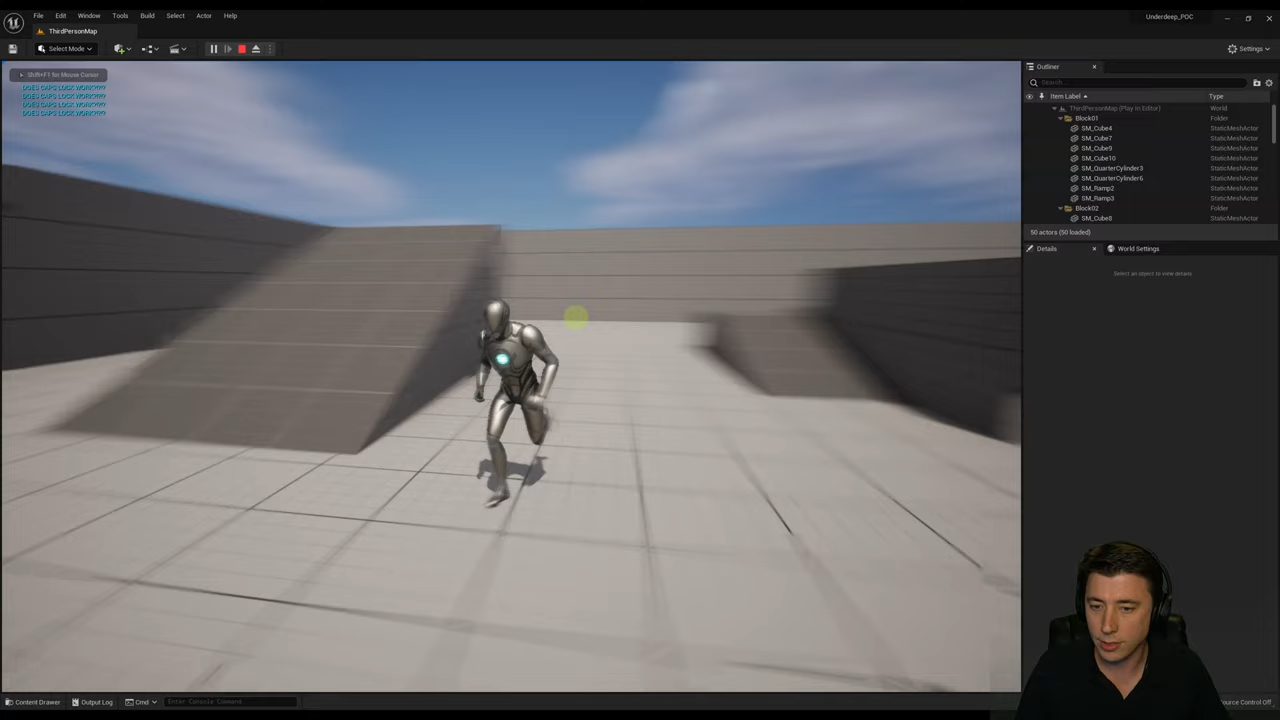 File Edit Window Tools Build Select Actor Help
Underdeep_POC
ThirdPersonMap
Select Mode
Settings
Shift+F1 for Mouse Cursor
DOES CAPS LOCK WORK????
DOES CAPS LOCK WORK????
DOES CAPS LOCK WORK????
DOES CAPS LOCK WORK????
Outliner
Search...
Item Label Type
ThirdPersonMap (Play In Editor) World
Block01 Folder
SM_Cube4 StaticMeshActor
SM_Cube7 StaticMeshActor
SM_Cube9 StaticMeshActor
SM_Cube10 StaticMeshActor
SM_QuarterCylinder3 StaticMeshActor
SM_QuarterCylinder6 StaticMeshActor
SM_Ramp2 StaticMeshActor
SM_Ramp3 StaticMeshActor
Block02 Folder
SM_Cube8 StaticMeshActor
50 actors (50 loaded)
Details World Settings
Select an object to view details
Content Drawer Output Log Cmd Enter Console Command
ource Control Off